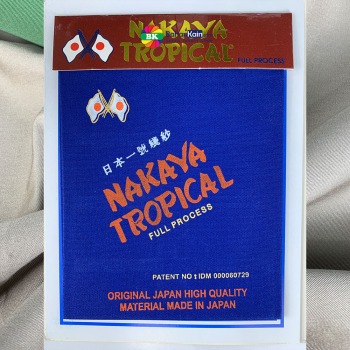 NAKAYA
TROPICAL
FULL PROCESS
BK
Kain
日本一號纖紗
NAKAYA
TROPICAL
FULL PROCESS
PATENT NO t IDM 000060729
ORIGINAL JAPAN HIGH QUALITY
MATERIAL MADE IN JAPAN